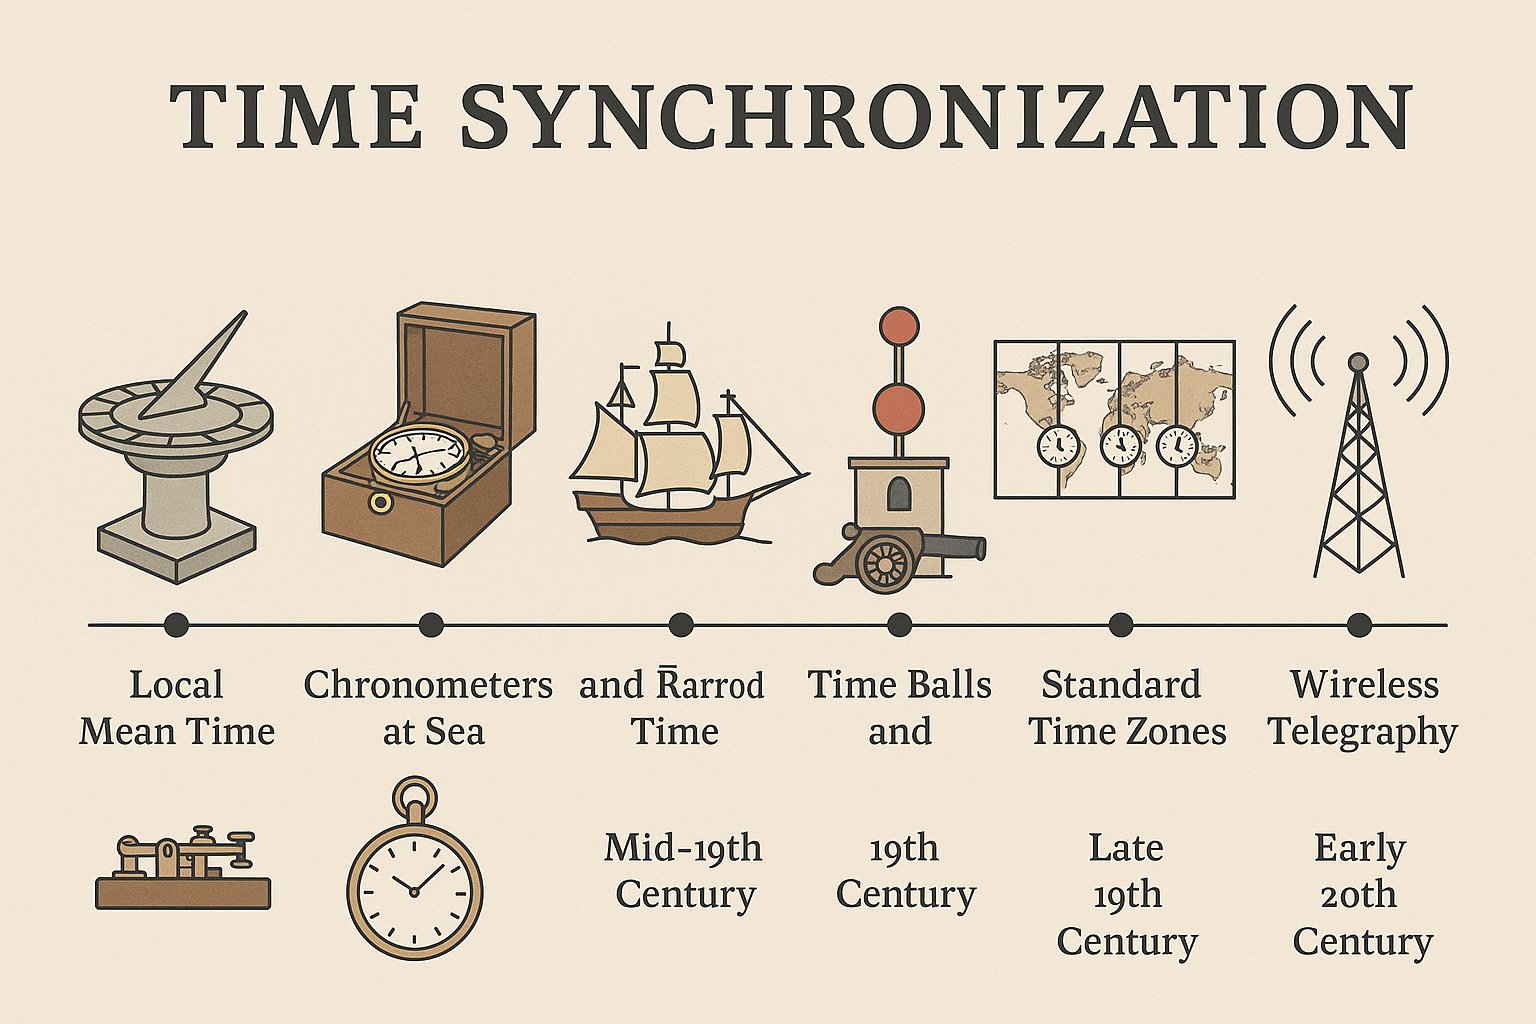 TIME SYNCHRONIZATION
Local
Mean Time
Chronometers
at Sea
and R̅arrod
Time
Time Balls
and
Standard
Time Zones
Wireless
Telegraphy
Mid-19th
Century
19th
Century
Late
19th
Century
Early
20th
Century